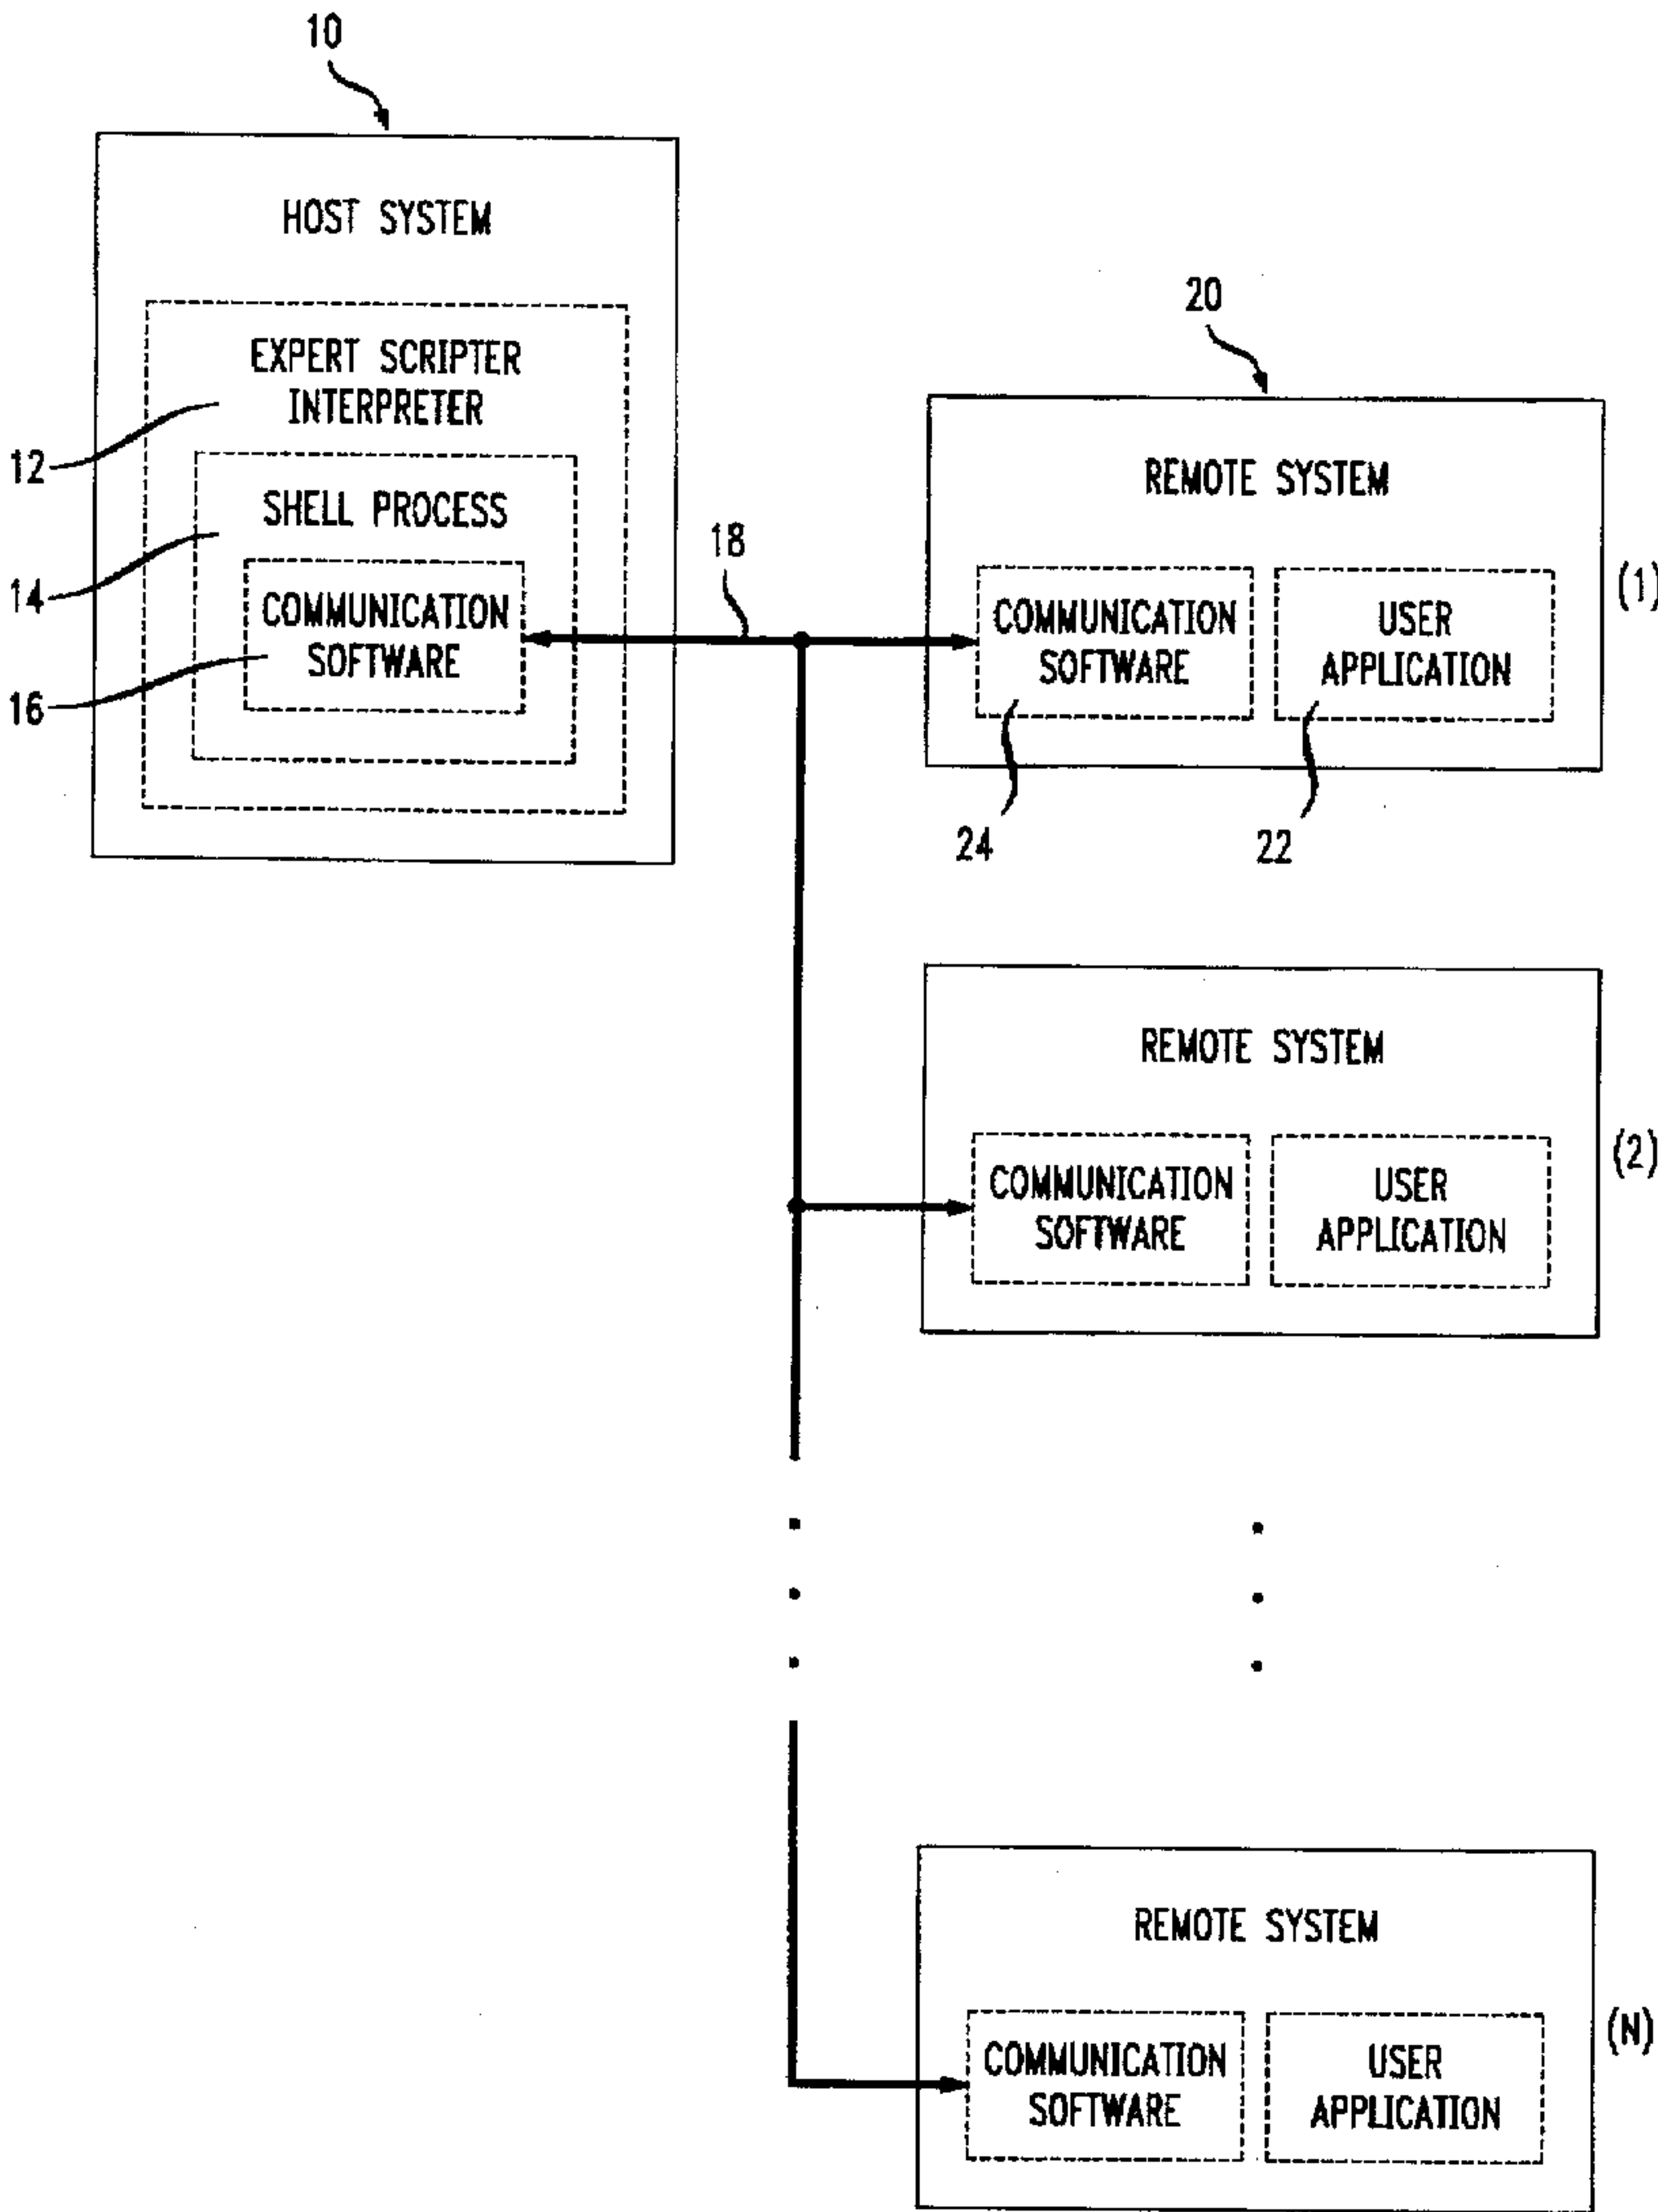 10
HOST SYSTEM
EXPERT SCRIPTER
INTERPRETER
12
SHELL PROCESS
14
COMMUNICATION
SOFTWARE
16
18
20
REMOTE SYSTEM
(1)
COMMUNICATION
SOFTWARE
USER
APPLICATION
24
22
REMOTE SYSTEM
(2)
COMMUNICATION
SOFTWARE
USER
APPLICATION
REMOTE SYSTEM
(N)
COMMUNICATION
SOFTWARE
USER
APPLICATION